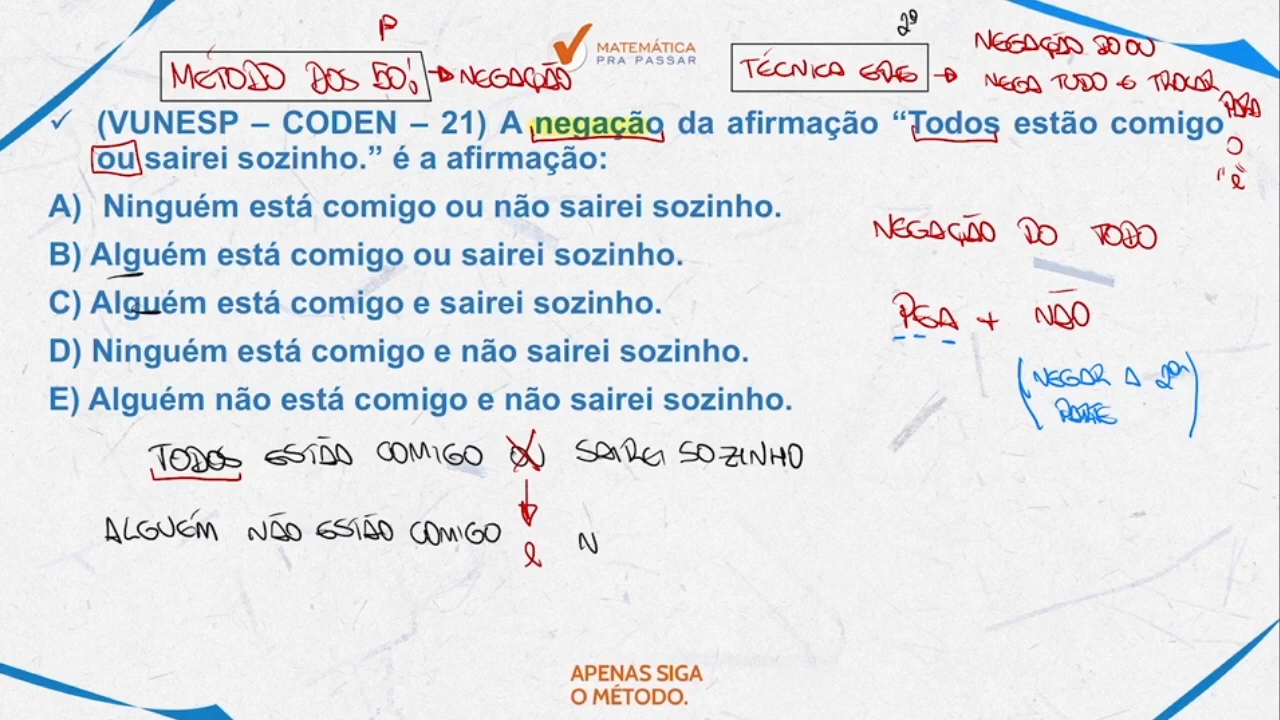 P
2º
MATEMÁTICA
PRA PASSAR
MÉTODO DOS 50! → NEGAÇÃO
TÉCNICA →
NEGAÇÃO DO OU
NEGA TUDO E TROCAR
PARA
O
"e"
✓ (VUNESP – CODEN – 21) A negação da afirmação “Todos estão comigo
ou sairei sozinho.” é a afirmação:
A) Ninguém está comigo ou não sairei sozinho.
B) Alguém está comigo ou sairei sozinho.
C) Alguém está comigo e sairei sozinho.
D) Ninguém está comigo e não sairei sozinho.
E) Alguém não está comigo e não sairei sozinho.
NEGAÇÃO DO TODO
PEA + NÃO
(NEGAR A 2ª
PARTE)
TODOS ESTÃO COMIGO OU SAIREI SOZINHO
ALGUÉM NÃO ESTÃO COMIGO e N
APENAS SIGA
O MÉTODO.